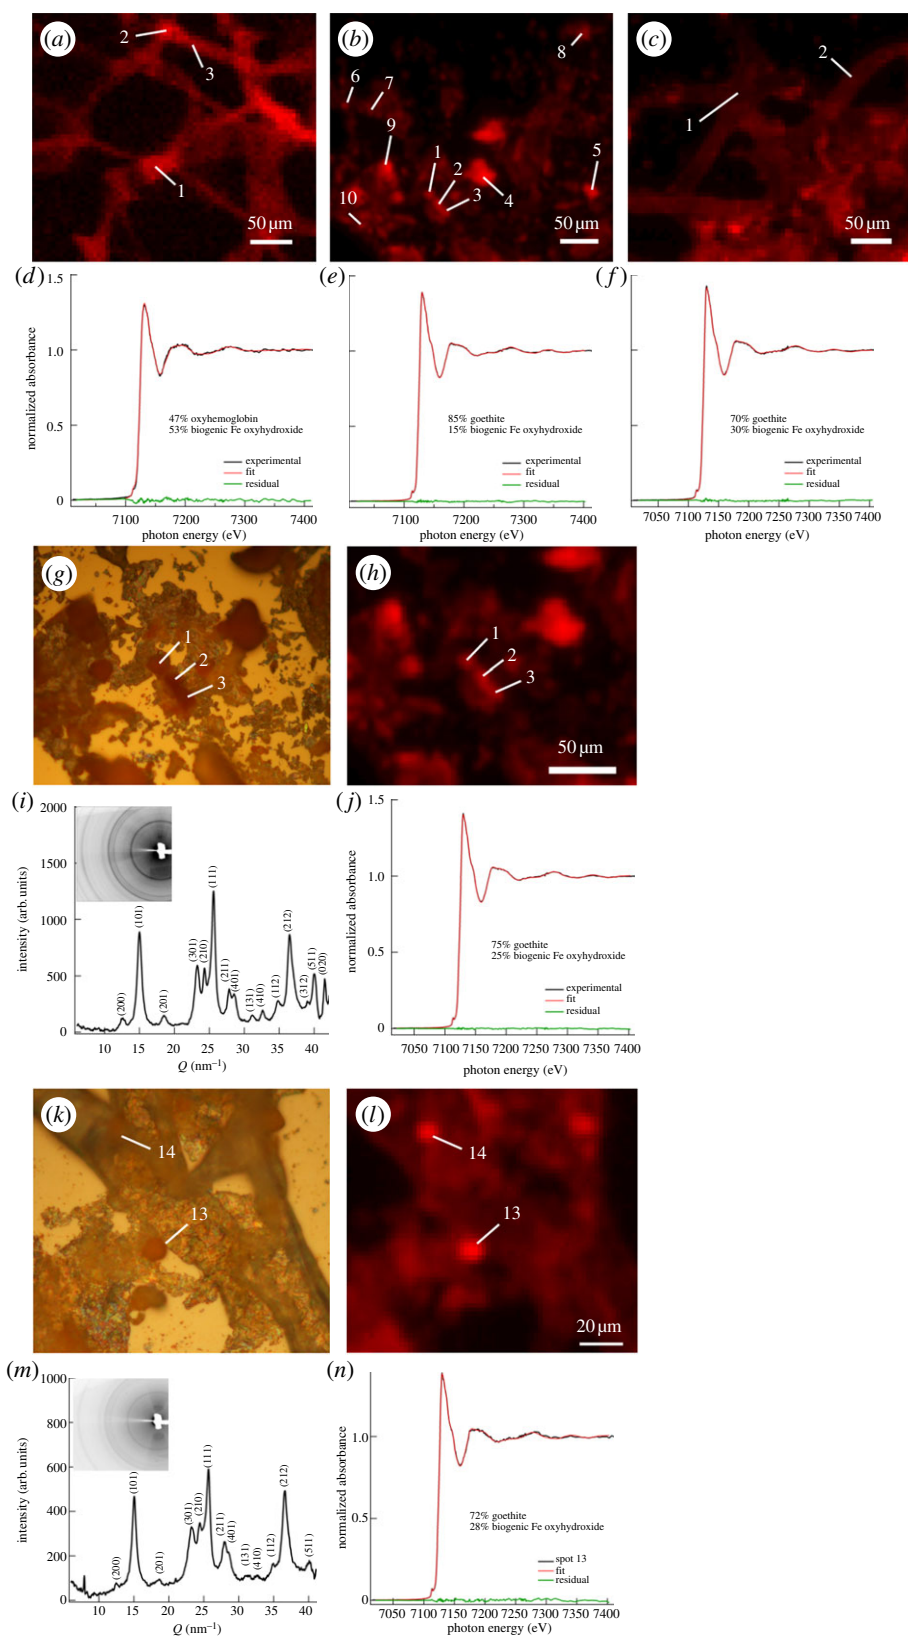 (a) (b) (c)
2 3 1 50 µm
6 7 8 9 1 2 3 4 5 10 50 µm
1 2 50 µm
(d) (e) (f)
1.5
1.0
0.5
0
normalized absorbance
47% oxyhemoglobin
53% biogenic Fe oxyhydroxide
experimental
fit
residual
7100 7200 7300 7400
photon energy (eV)
85% goethite
15% biogenic Fe oxyhydroxide
experimental
fit
residual
7100 7200 7300 7400
photon energy (eV)
70% goethite
30% biogenic Fe oxyhydroxide
experimental
fit
residual
7050 7100 7150 7200 7250 7300 7350 7400
photon energy (eV)
(g) (h)
1 2 3
1 2 3 50 µm
(i) (j)
2000
1500
1000
500
0
intensity (arb. units)
(200) (101) (201) (301) (210) (111) (211) (401) (131) (410) (112) (212) (312) (511) (020)
10 15 20 25 30 35 40
Q (nm–1)
1.5
1.0
0.5
0
normalized absorbance
75% goethite
25% biogenic Fe oxyhydroxide
experimental
fit
residual
7050 7100 7150 7200 7250 7300 7350 7400
photon energy (eV)
(k) (l)
14
13
14
13
20 µm
(m) (n)
1000
800
600
400
200
0
intensity (arb. units)
(200) (101) (201) (301) (210) (111) (211) (401) (131) (410) (112) (212) (511)
10 15 20 25 30 35 40
Q (nm–1)
1.0
0.5
0
normalized absorbance
72% goethite
28% biogenic Fe oxyhydroxide
spot 13
fit
residual
7050 7100 7150 7200 7250 7300 7350 7400
photon energy (eV)